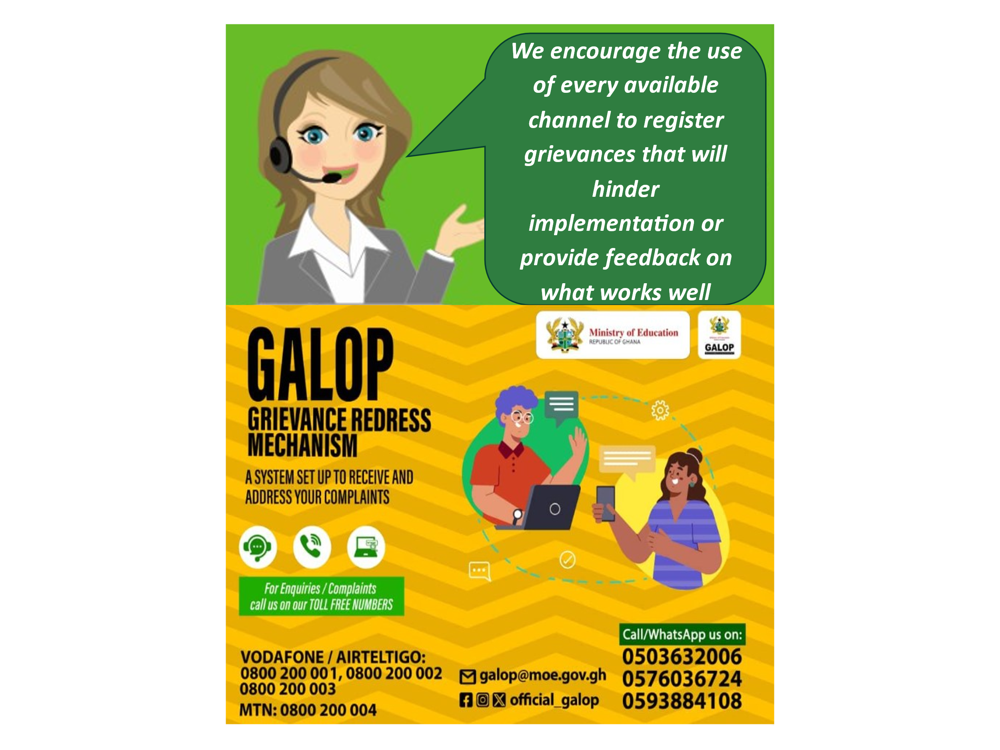 We encourage the use
of every available
channel to register
grievances that will
hinder
implementation or
provide feedback on
what works well
Ministry of Education
REPUBLIC OF GHANA
GALOP
GALOP
GRIEVANCE REDRESS
MECHANISM
A SYSTEM SET UP TO RECEIVE AND
ADDRESS YOUR COMPLAINTS
For Enquiries / Complaints
call us on our TOLL FREE NUMBERS
VODAFONE / AIRTELTIGO:
0800 200 001, 0800 200 002
0800 200 003
MTN: 0800 200 004
galop@moe.gov.gh
official_galop
Call/WhatsApp us on:
0503632006
0576036724
0593884108